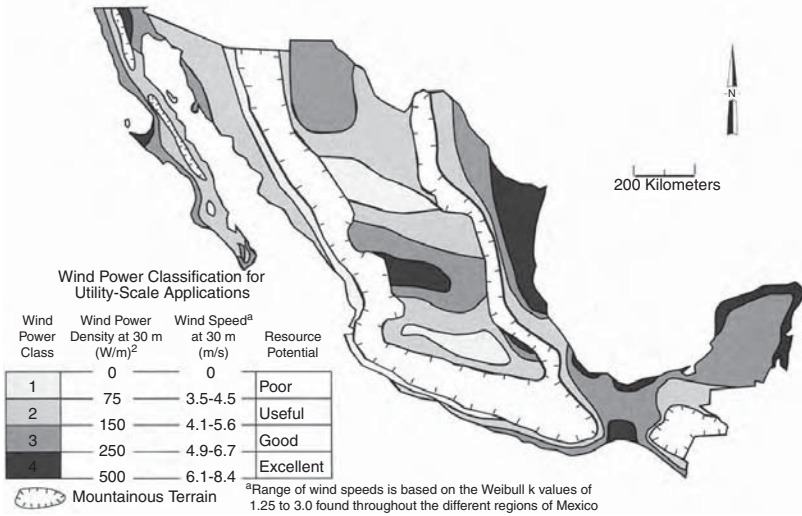 -N-
200 Kilometers
Wind Power Classification for
Utility-Scale Applications
Wind Power Class
Wind Power Density at 30 m (W/m)2
Wind Speeda at 30 m (m/s)
Resource Potential
0 0
1 Poor
75 3.5-4.5
2 Useful
150 4.1-5.6
3 Good
250 4.9-6.7
4 Excellent
500 6.1-8.4
Mountainous Terrain
aRange of wind speeds is based on the Weibull k values of
1.25 to 3.0 found throughout the different regions of Mexico